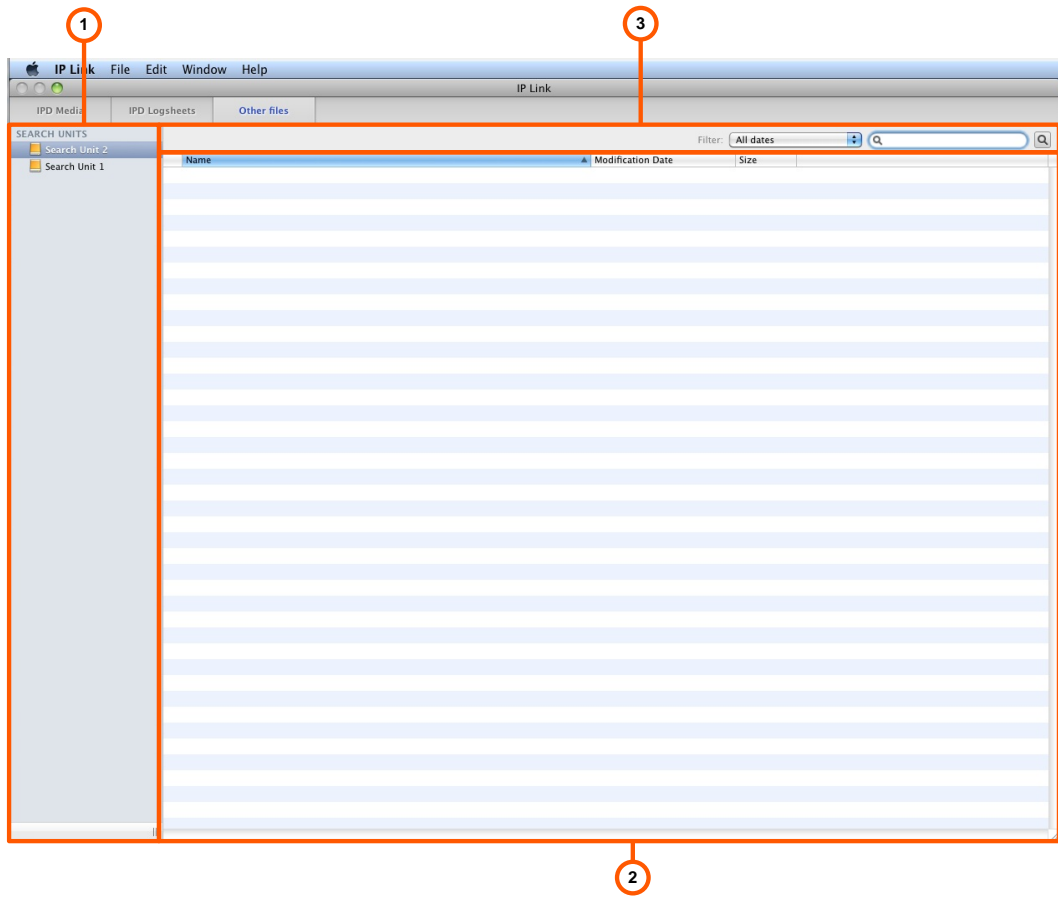 1
3
IP Link File Edit Window Help
IP Link
IPD Media IPD Logsheets Other files
SEARCH UNITS
Filter: All dates
Search Unit 2
Name Modification Date Size
Search Unit 1
2